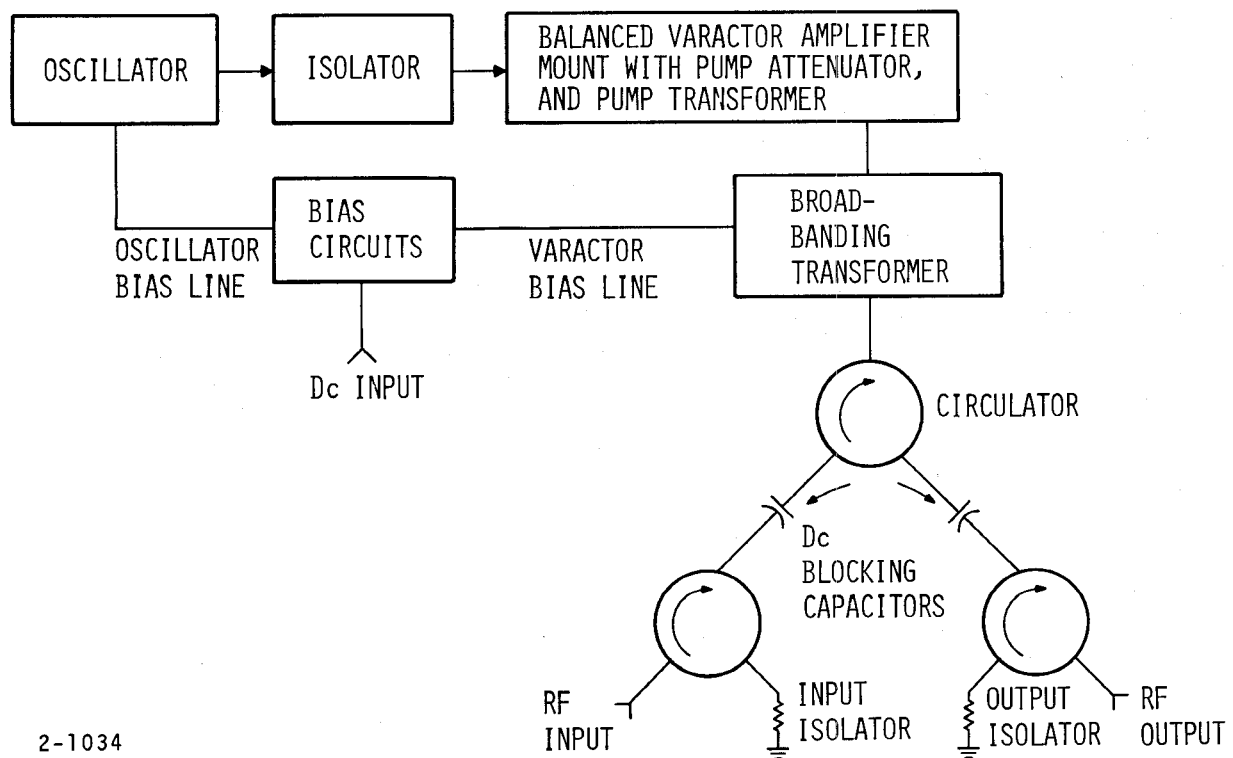 OSCILLATOR
ISOLATOR
BALANCED VARACTOR AMPLIFIER
MOUNT WITH PUMP ATTENUATOR,
AND PUMP TRANSFORMER
BIAS
CIRCUITS
BROAD-
BANDING
TRANSFORMER
OSCILLATOR
BIAS LINE
VARACTOR
BIAS LINE
Dc INPUT
CIRCULATOR
Dc
BLOCKING
CAPACITORS
RF
INPUT
INPUT
ISOLATOR
OUTPUT
ISOLATOR
RF
OUTPUT
2-1034